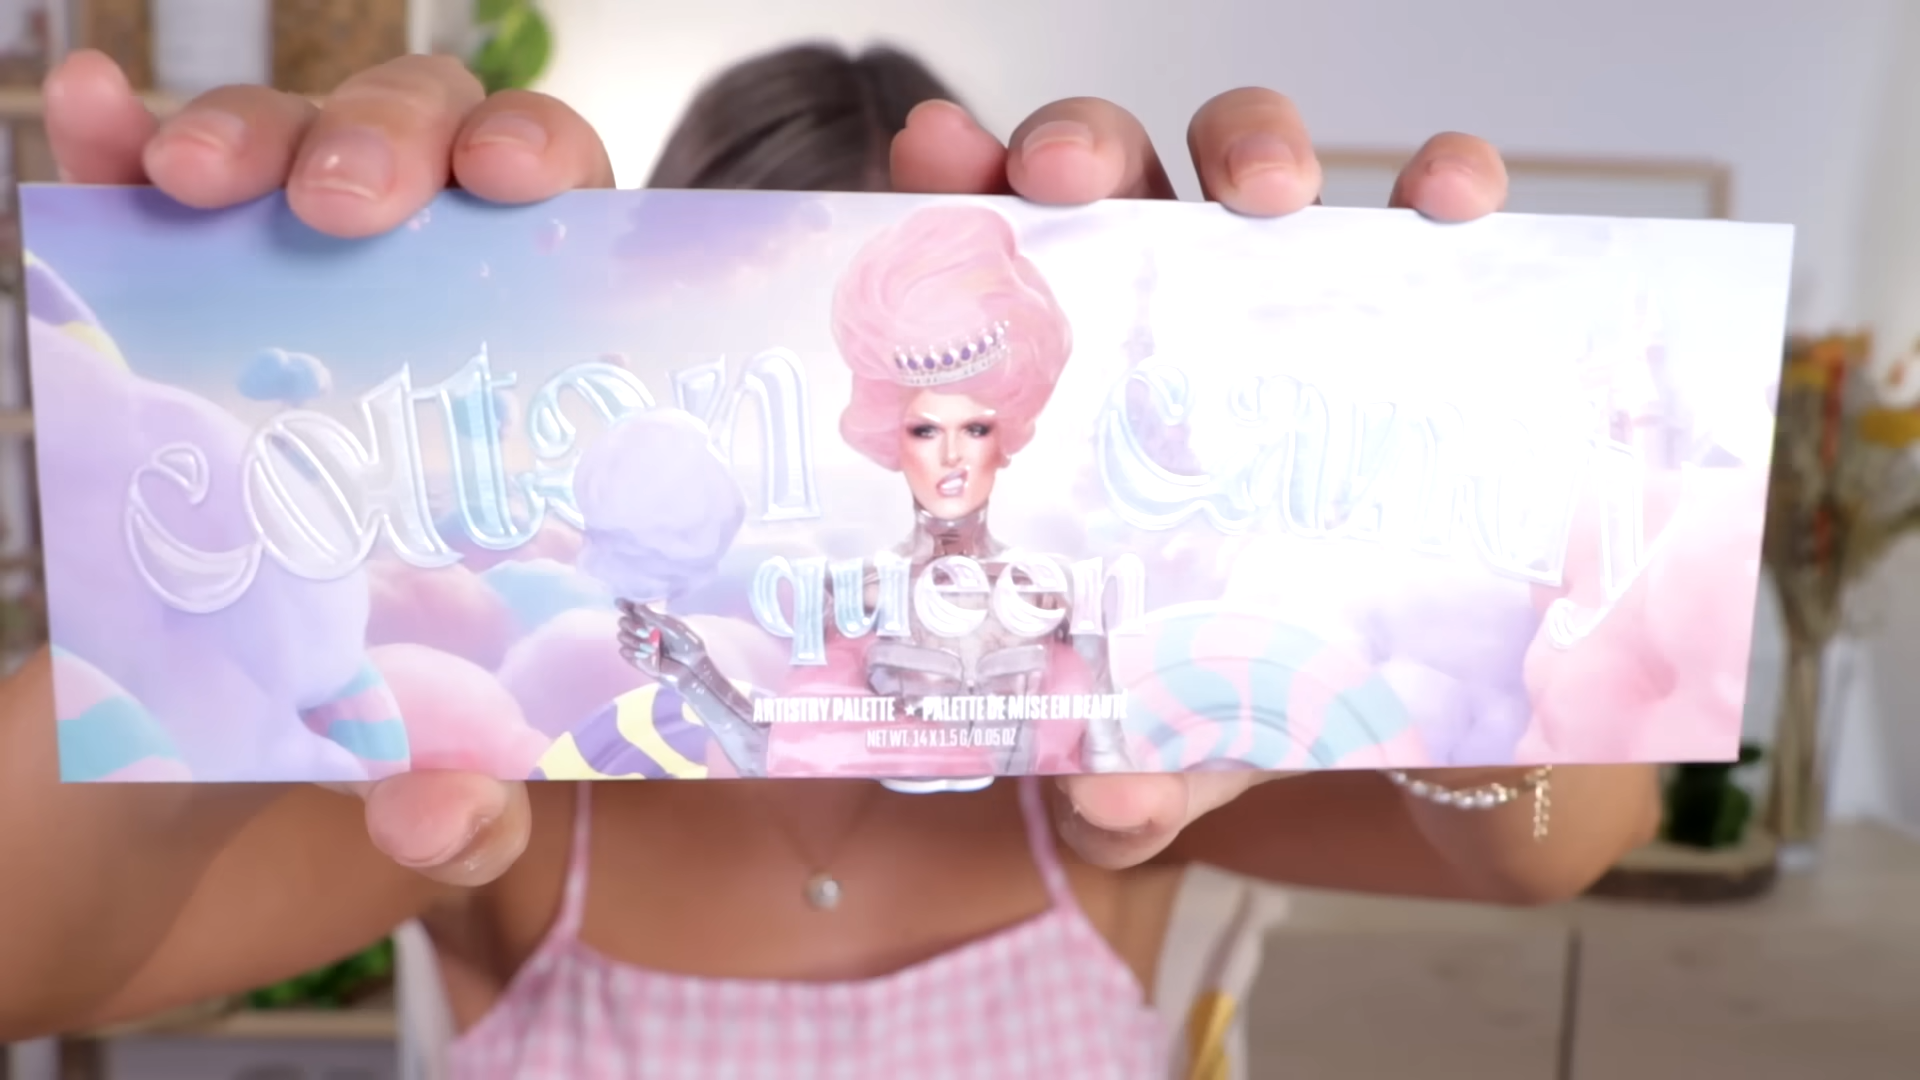 cotton candy
queen
ARTISTRY PALETTE ★ PALETTE DE MISE EN BEAUTÉ
NET WT. 14 X 1.5 G/0.05 OZ